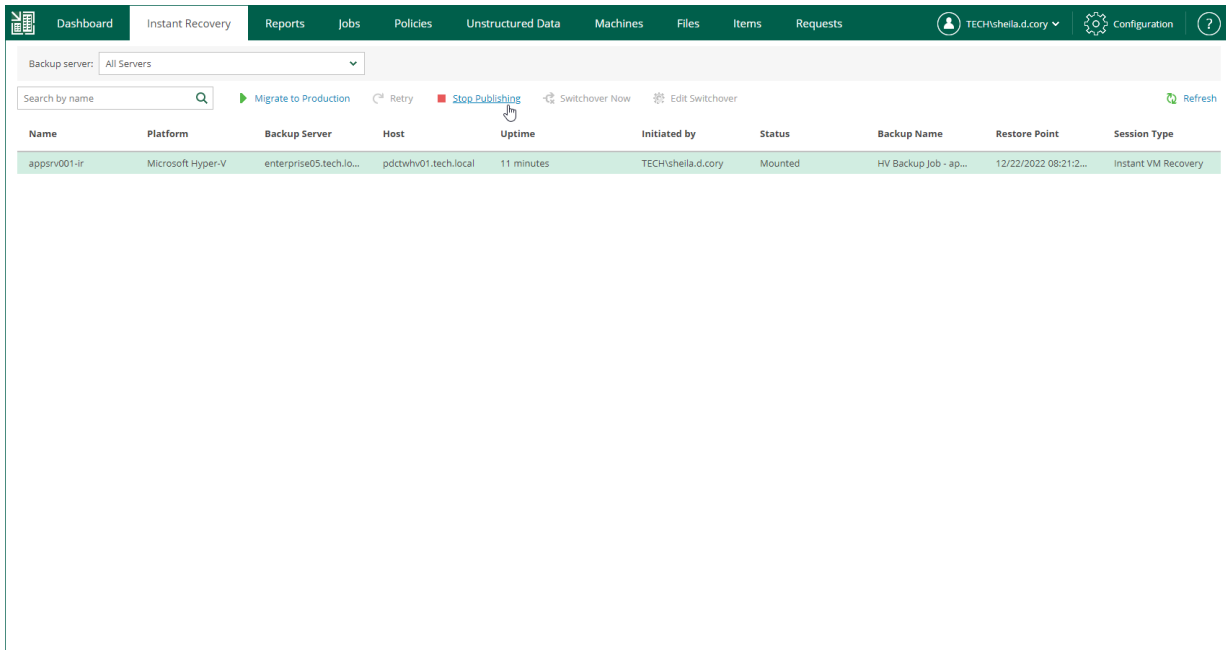 Dashboard Instant Recovery Reports Jobs Policies Unstructured Data Machines Files Items Requests TECH\sheila.d.cory Configuration ?
Backup server: All Servers
Search by name Migrate to Production Retry Stop Publishing Switchover Now Edit Switchover Refresh
Name Platform Backup Server Host Uptime Initiated by Status Backup Name Restore Point Session Type
appsrv001-ir Microsoft Hyper-V enterprise05.tech.lo... pdctwhv01.tech.local 11 minutes TECH\sheila.d.cory Mounted HV Backup Job - ap... 12/22/2022 08:21:2... Instant VM Recovery